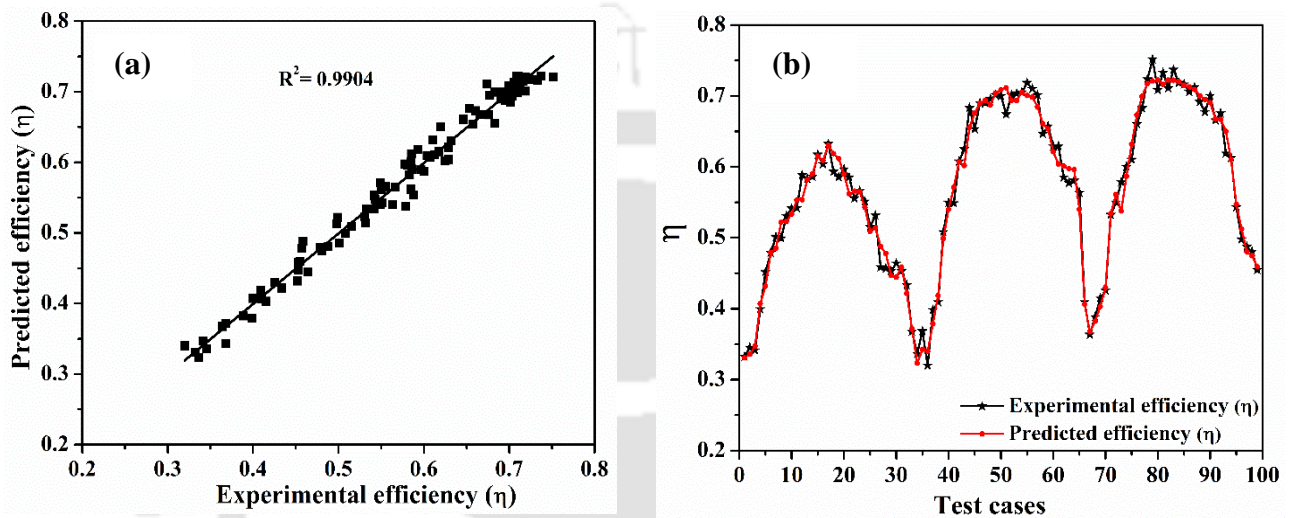 (a)
R²= 0.9904
Predicted efficiency (η)
0.8
0.7
0.6
0.5
0.4
0.3
0.2
0.2 0.3 0.4 0.5 0.6 0.7 0.8
Experimental efficiency (η)
(b)
η
0.8
0.7
0.6
0.5
0.4
0.3
0.2
Experimental efficiency (η)
Predicted efficiency (η)
0 10 20 30 40 50 60 70 80 90 100
Test cases